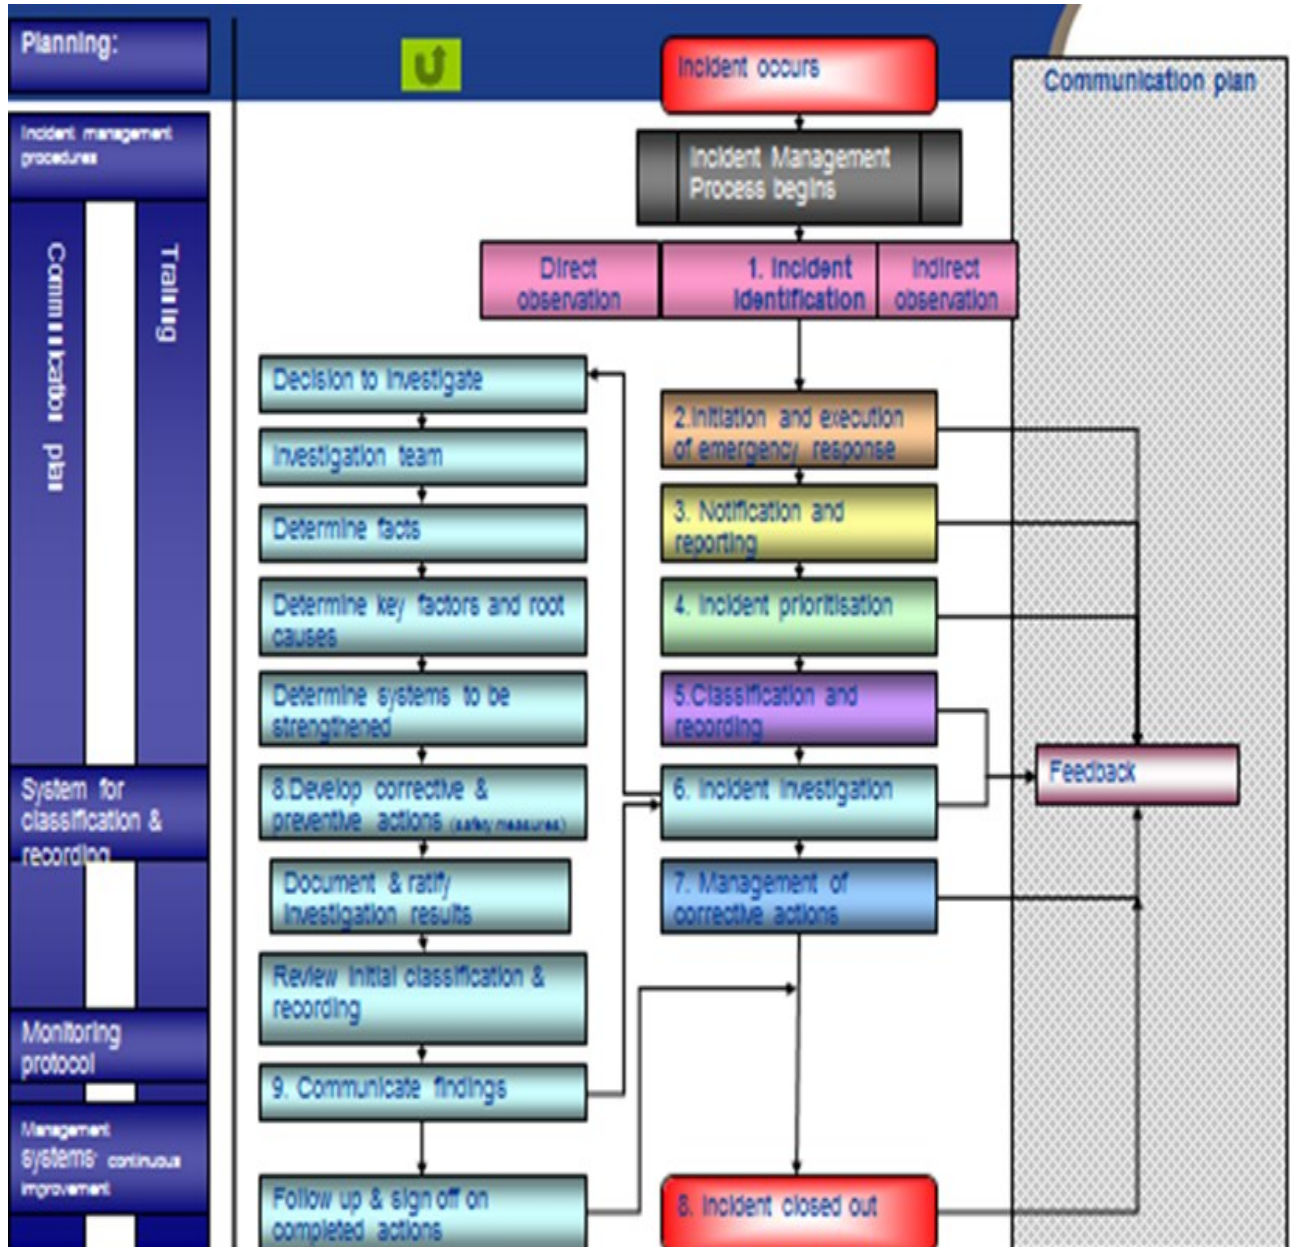 Planning:
Incident management
procedures
Communication plan
Training
System for
classification &
recording
Monitoring
protocol
Management
systems- continuous
improvement
Incident occurs
Incident Management
Process begins
Direct
observation
1. Incident
Identification
Indirect
observation
Decision to investigate
Investigation team
Determine facts
Determine key factors and root
causes
Determine systems to be
strengthened
8.Develop corrective &
preventive actions (safety measures)
Document & ratify
investigation results
Review initial classification &
recording
9. Communicate findings
Follow up & sign off on
completed actions
2.Initiation and execution
of emergency response
3. Notification and
reporting
4. Incident prioritisation
5.Classification and
recording
6. Incident investigation
7. Management of
corrective actions
8. Incident closed out
Communication plan
Feedback